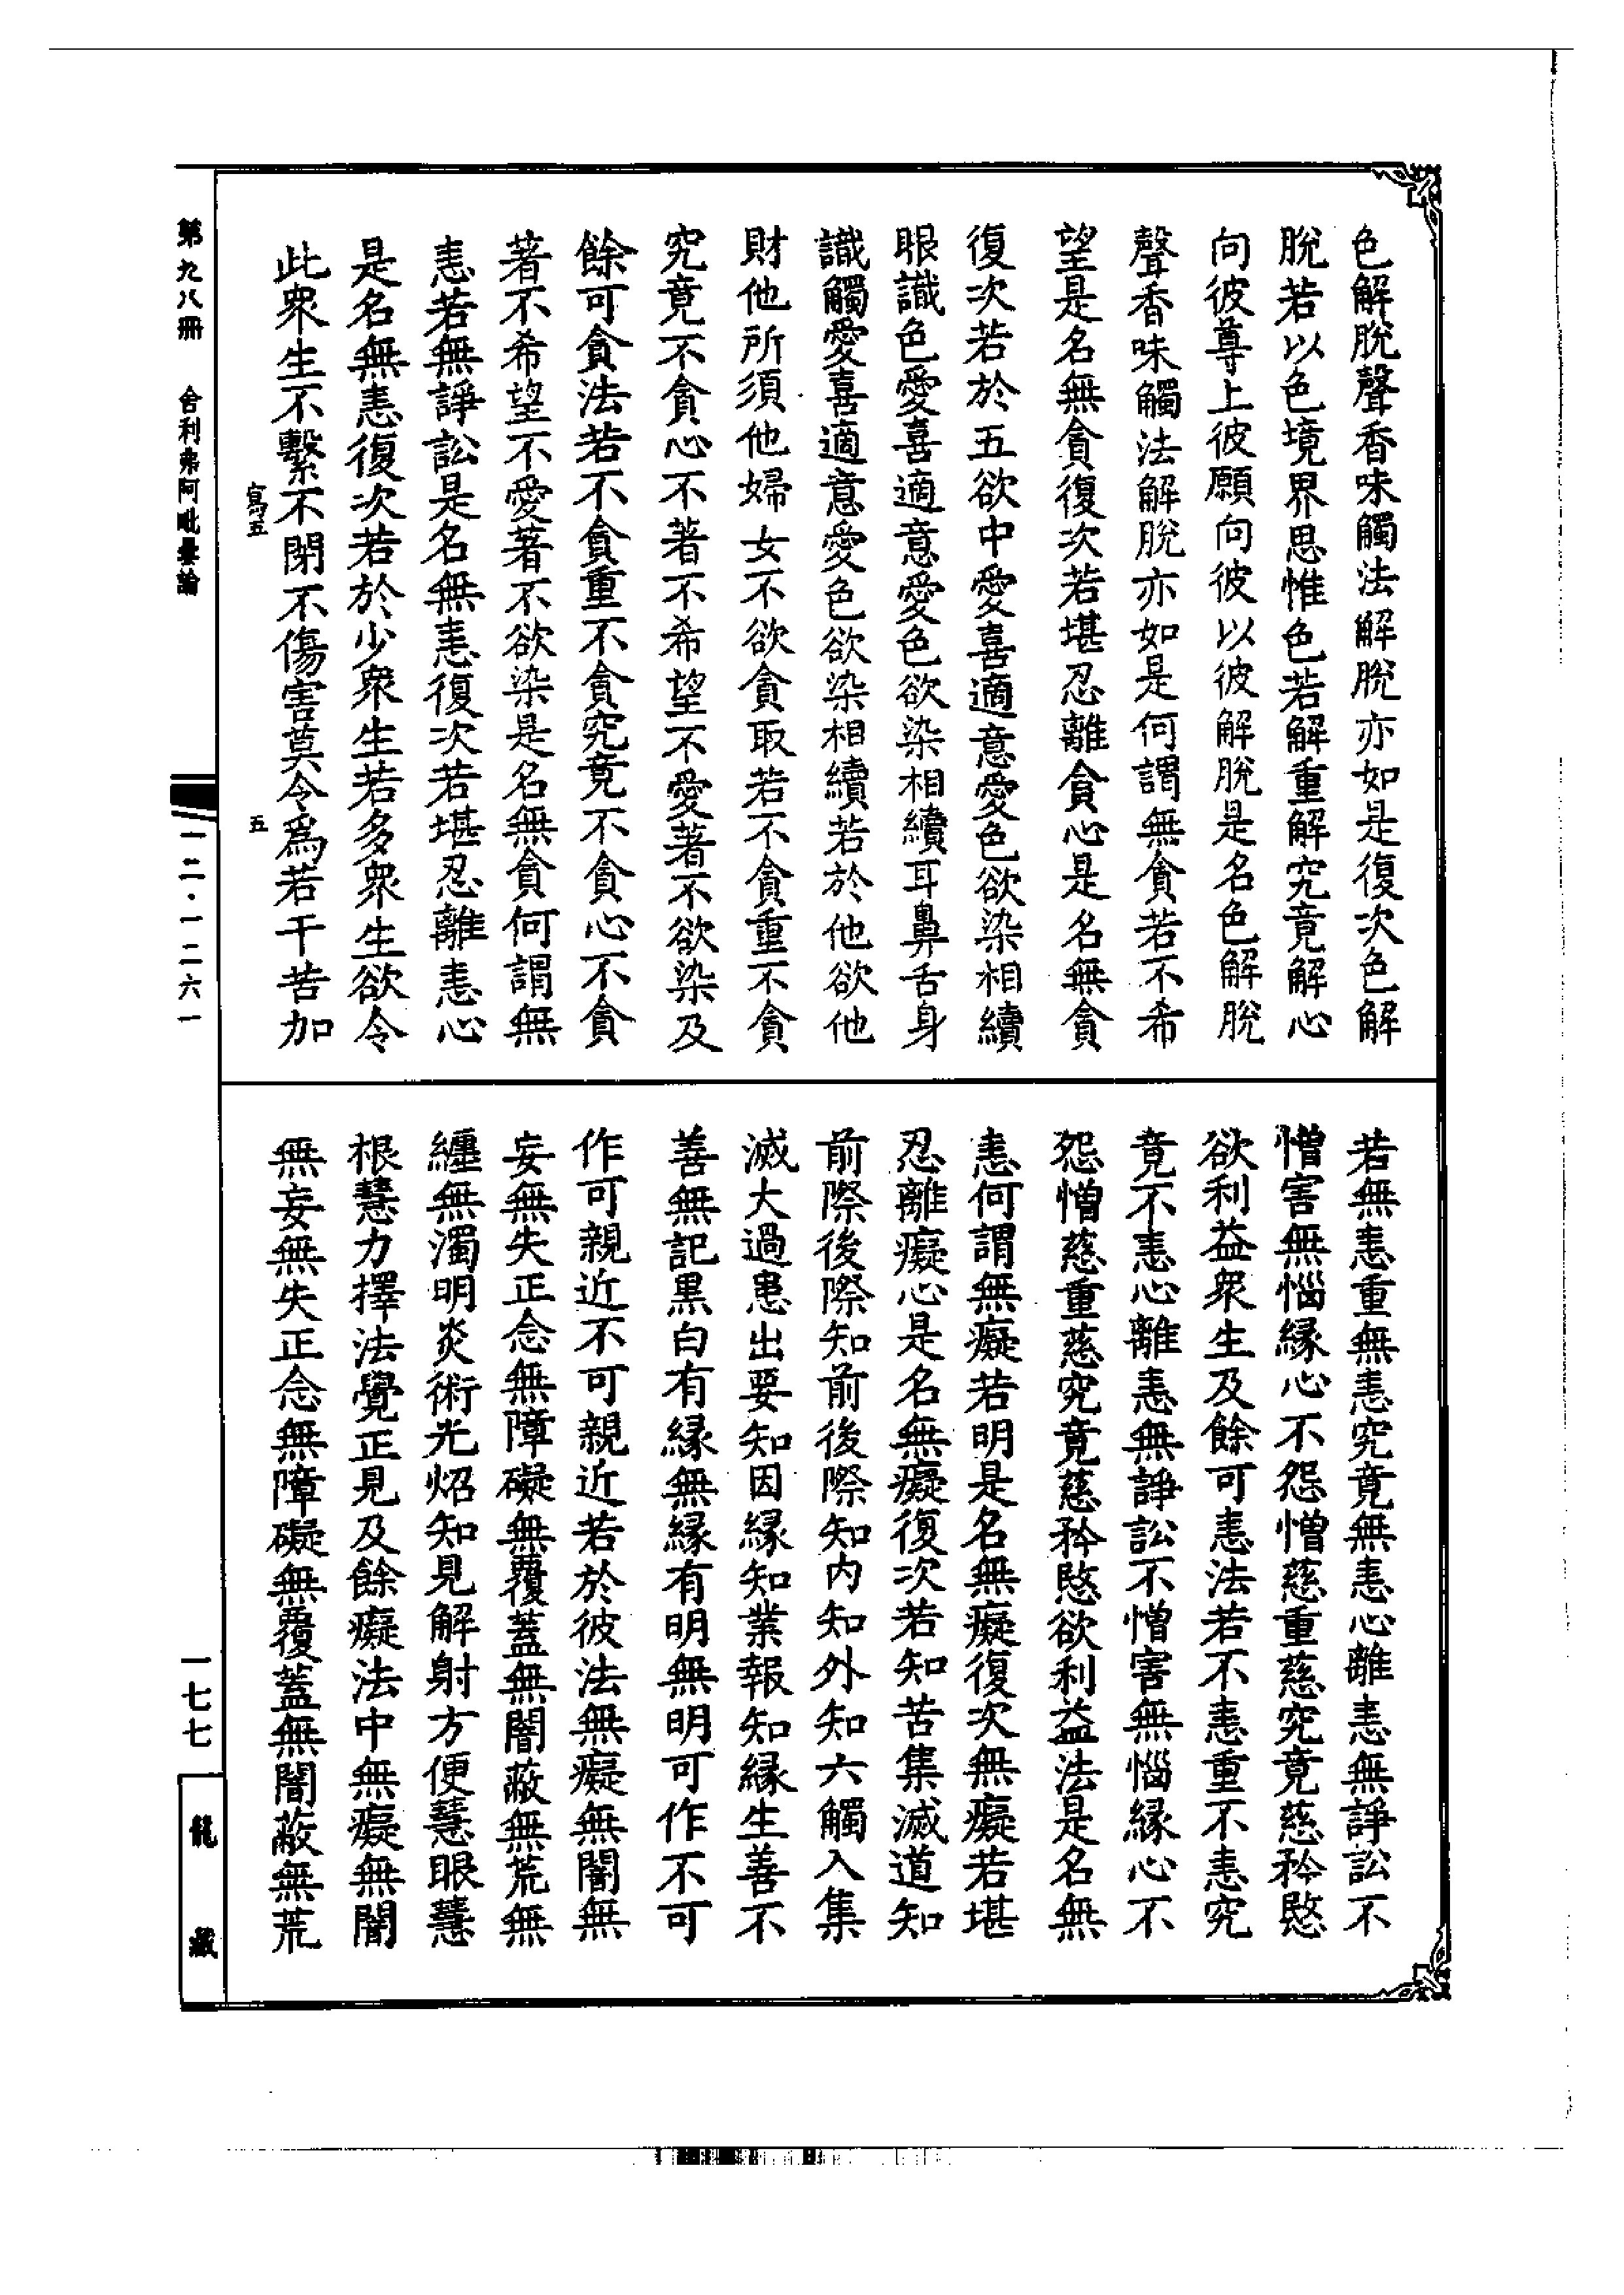 色解脫聲香味觸法解脫亦如是復次色解
脫若以色境界思惟色若解重解究竟解心
向彼尊上彼願向彼以彼解脫是名色解脫
聲香味觸法解脫亦如是何謂無貪若不希
望是名無貪復次若堪忍離貪心是名無貪
復次若於五欲中愛喜適意愛色欲染相續
眼識色愛喜適意愛色欲染相續耳鼻舌身
識觸愛喜適意愛色欲染相續若於他欲他
財他所須他婦女不欲貪取若不貪重不貪
究竟不貪心不著不希望不愛著不欲染及
餘可貪法若不貪重不貪究竟不貪心不貪
著不希望不愛著不欲染是名無貪何謂無
恚若無諍訟是名無恚復次若堪忍離恚心
是名無恚復次若於少衆生若多衆生欲令
此衆生不繫不閉不傷害莫令爲若干苦加
寫五
五
若無恚重無恚究竟無恚心離恚無諍訟不
憎害無惱緣心不怨憎慈重慈究竟慈矜愍
欲利益衆生及餘可恚法若不恚重不恚究
竟不恚心離恚無諍訟不憎害無惱緣心不
怨憎慈重慈究竟慈矜愍欲利益法是名無
恚何謂無癡若明是名無癡復次無癡若堪
忍離癡心是名無癡復次若知苦集滅道知
前際後際知前後際知内知外知六觸入集
滅大過患出要知因緣知業報知緣生善不
善無記黒白有緣無緣有明無明可作不可
作可親近不可親近若於彼法無癡無闇無
妄無失正念無障礙無覆蓋無闇蔽無荒無
纏無濁明炎術光炤知見解射方便慧眼慧
根慧力擇法覺正見及餘癡法中無癡無闇
無妄無失正念無障礙無覆蓋無闇蔽無荒
第九八冊　舍利弗阿毗曇論
一二·一二六一
一七七
龍藏